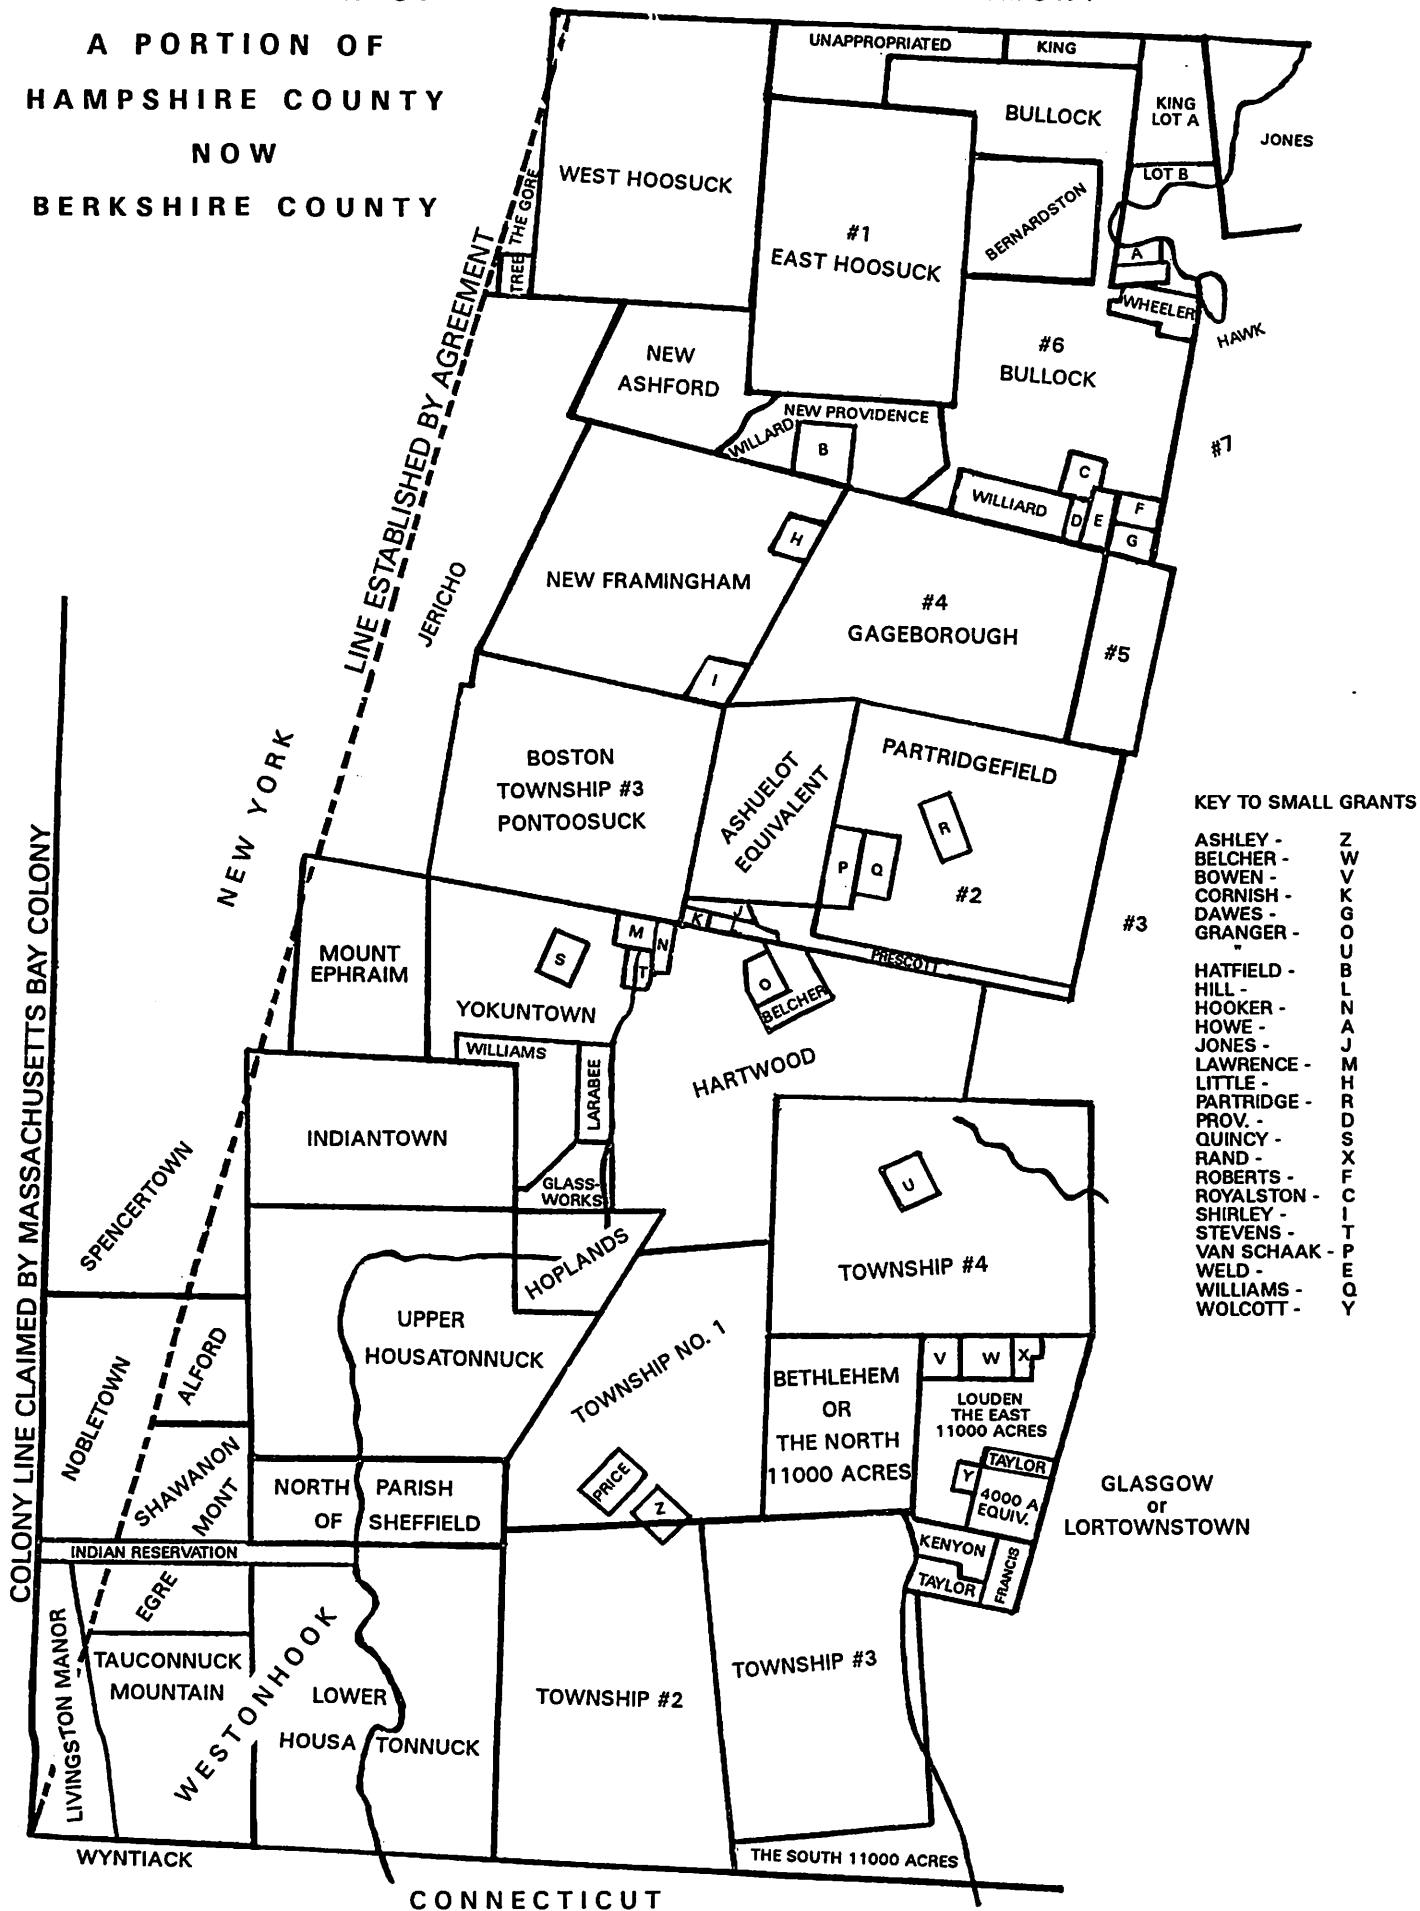 A PORTION OF
HAMPSHIRE COUNTY
NOW
BERKSHIRE COUNTY
UNAPPROPRIATED
KING
BULLOCK
KING
LOT A
JONES
LOT B
WEST HOOSUCK
THE GORE
TREE
#1
EAST HOOSUCK
BERNARDSTON
A
WHEELER
HAWK
#6
BULLOCK
NEW
ASHFORD
NEW PROVIDENCE
WILLARD
B
#7
C
WILLIARD
D
E
F
G
LINE ESTABLISHED BY AGREEMENT
JERICHO
H
NEW FRAMINGHAM
#4
GAGEBOROUGH
#5
I
NEW YORK
BOSTON
TOWNSHIP #3
PONTOOSUCK
ASHUELOT
EQUIVALENT
PARTRIDGEFIELD
R
P
Q
#2
#3
KEY TO SMALL GRANTS
ASHLEY - Z
BELCHER - W
BOWEN - V
CORNISH - K
DAWES - G
GRANGER - O
" U
HATFIELD - B
HILL - L
HOOKER - N
HOWE - A
JONES - J
LAWRENCE - M
LITTLE - H
PARTRIDGE - R
PROV. - D
QUINCY - S
RAND - X
ROBERTS - F
ROYALSTON - C
SHIRLEY - I
STEVENS - T
VAN SCHAAK - P
WELD - E
WILLIAMS - Q
WOLCOTT - Y
MOUNT
EPHRAIM
S
M
N
T
K
J
PRESCOTT
O
BELCHER
YOKUNTOWN
WILLIAMS
LARABEE
HARTWOOD
COLONY LINE CLAIMED BY MASSACHUSETTS BAY COLONY
SPENCERTOWN
INDIANTOWN
GLASS-
WORKS
U
HOPLANDS
TOWNSHIP #4
UPPER
HOUSATONNUCK
TOWNSHIP NO. 1
NOBLETOWN
ALFORD
BETHLEHEM
OR
THE NORTH
11000 ACRES
V
W
X
LOUDEN
THE EAST
11000 ACRES
TAYLOR
Y
4000 A
EQUIV.
GLASGOW
or
LORTOWNSTOWN
SHAWANON
MONT
NORTH PARISH
OF SHEFFIELD
PRICE
Z
KENYON
TAYLOR
FRANCIS
INDIAN RESERVATION
EGRE
LIVINGSTON MANOR
TAUCONNUCK
MOUNTAIN
WESTONHOOK
LOWER
HOUSA TONNUCK
TOWNSHIP #2
TOWNSHIP #3
THE SOUTH 11000 ACRES
WYNTIACK
CONNECTICUT